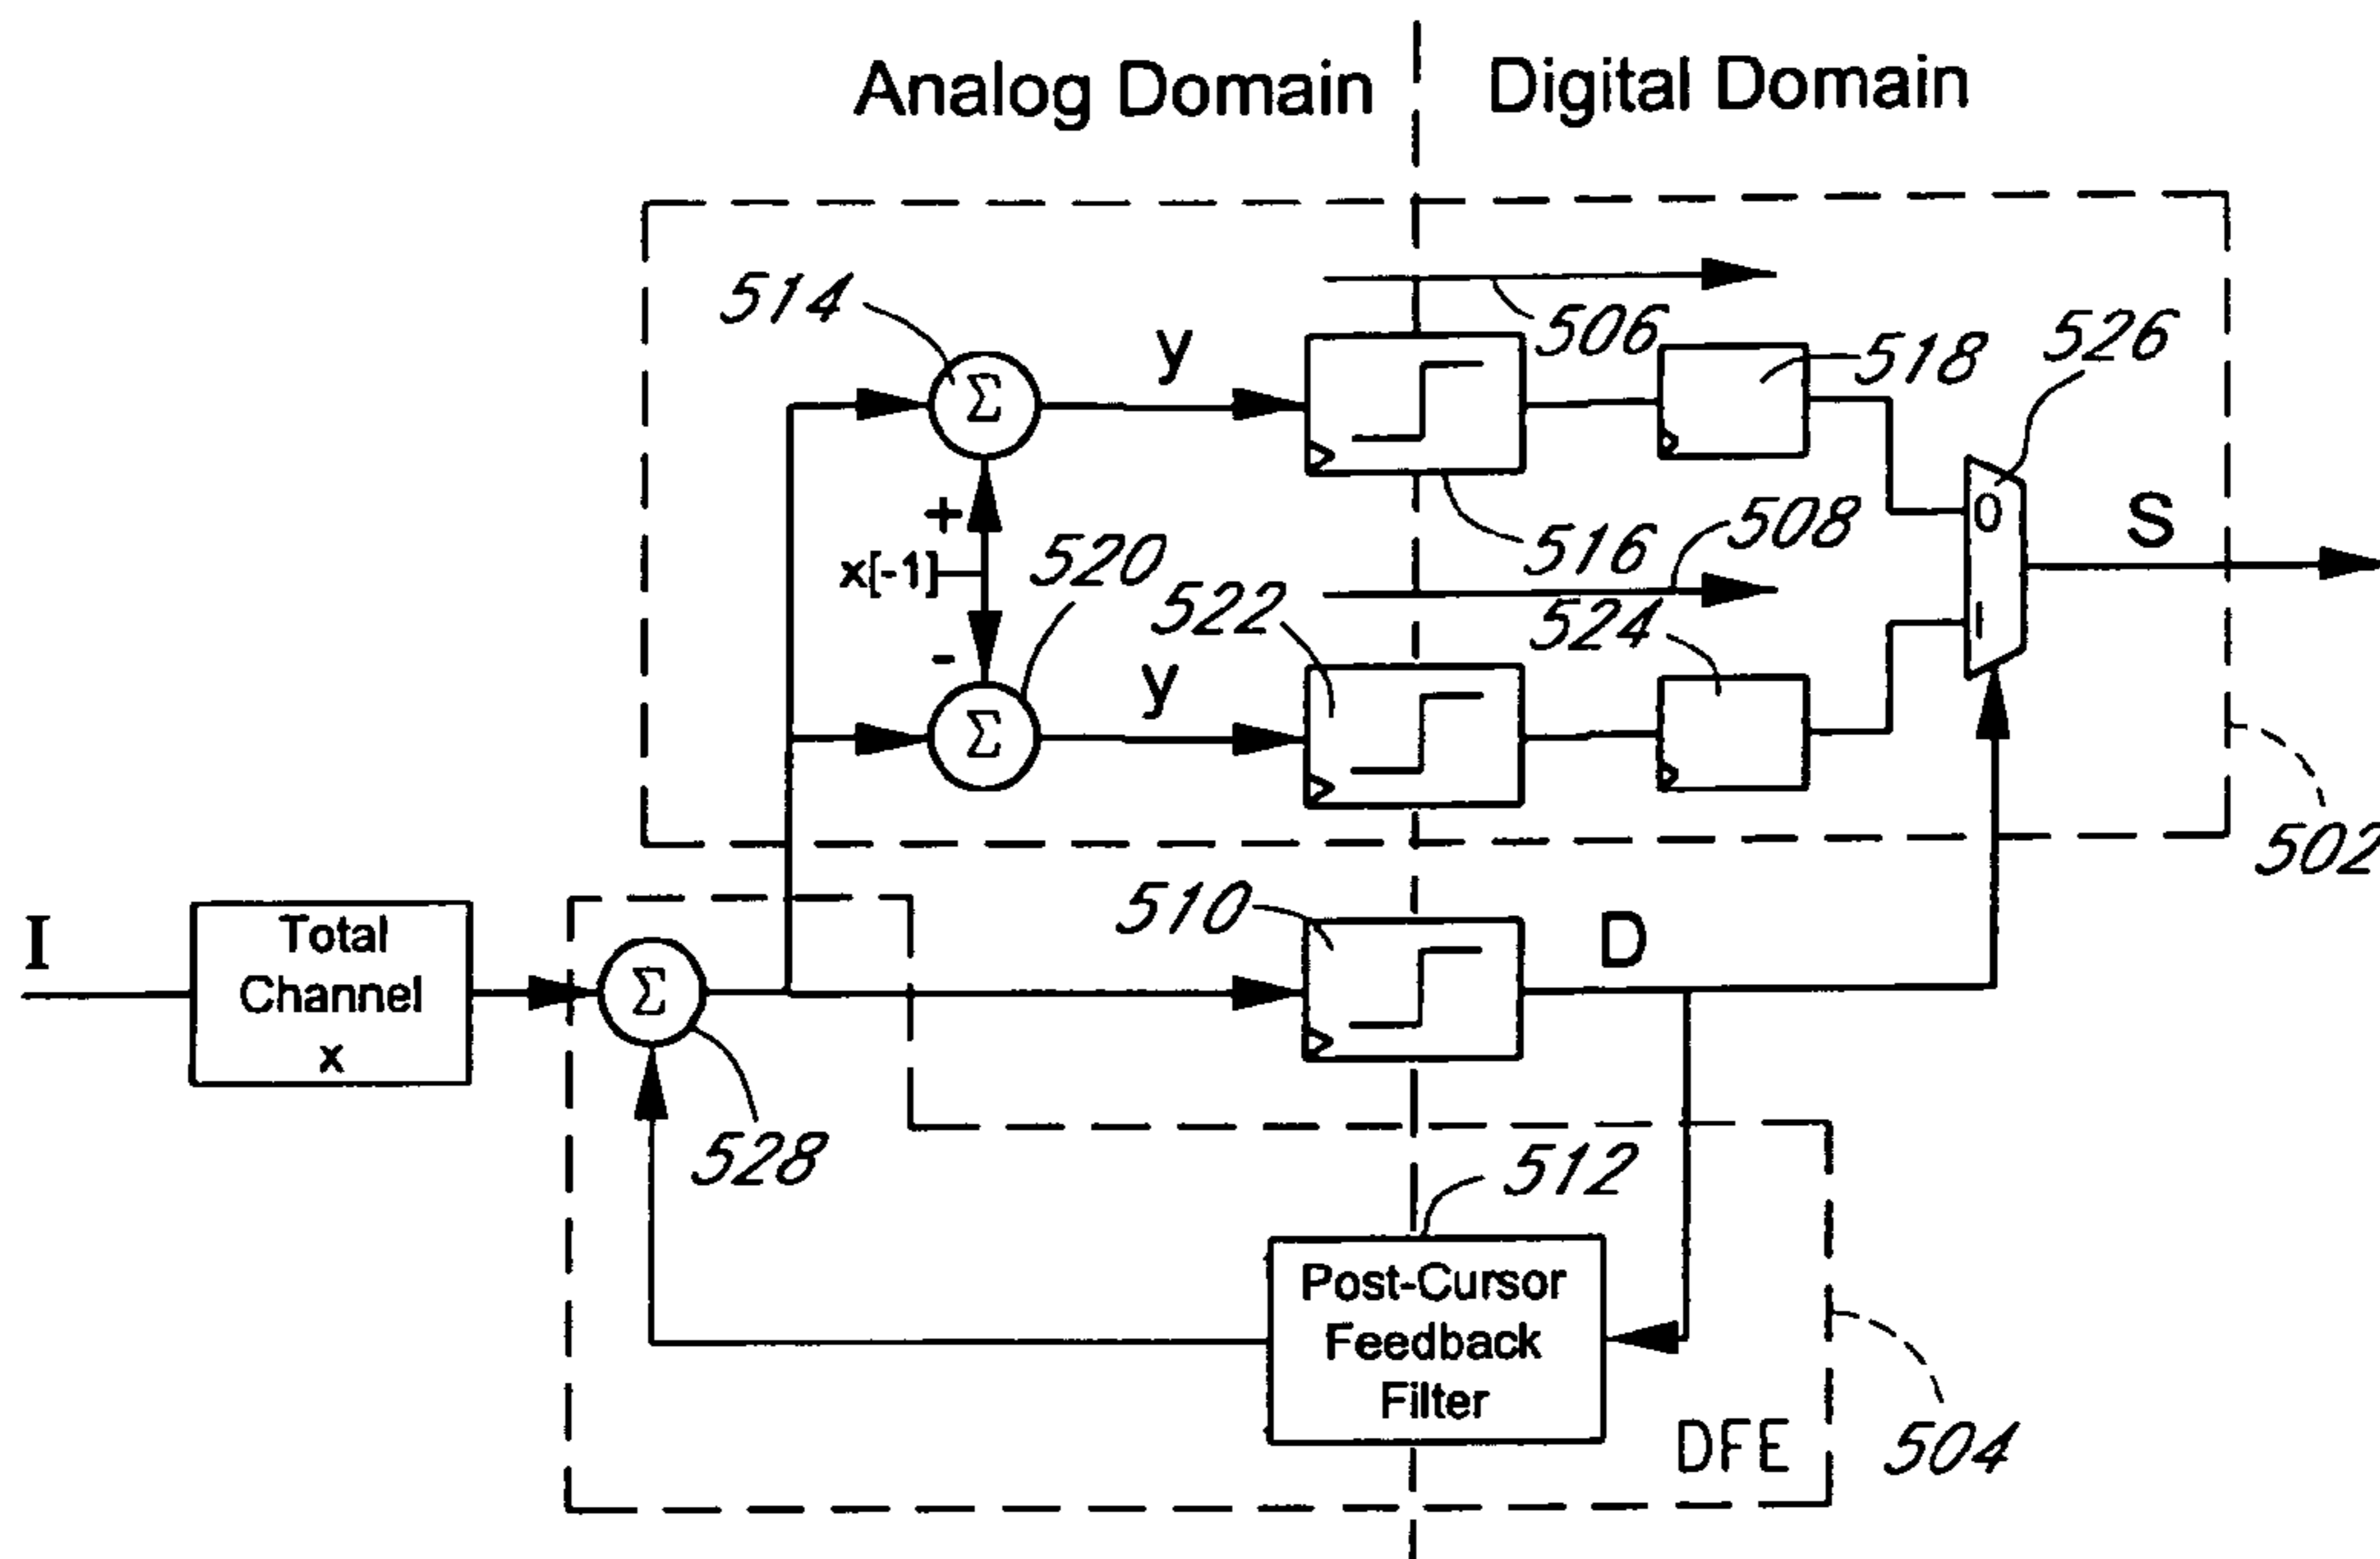 Analog Domain
Digital Domain
514
Σ
y
506
518
526
+
x[-1]
-
520
516
508
0
S
522
524
1
Σ
y
502
I
Total
Channel
x
Σ
510
D
528
512
Post-Cursor
Feedback
Filter
DFE
504